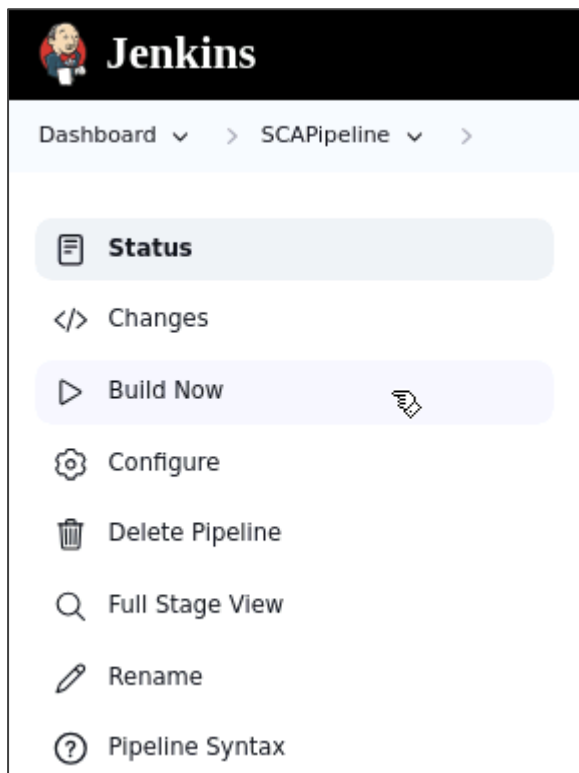 Jenkins
Dashboard
SCAPipeline
Status
Changes
Build Now
Configure
Delete Pipeline
Full Stage View
Rename
Pipeline Syntax